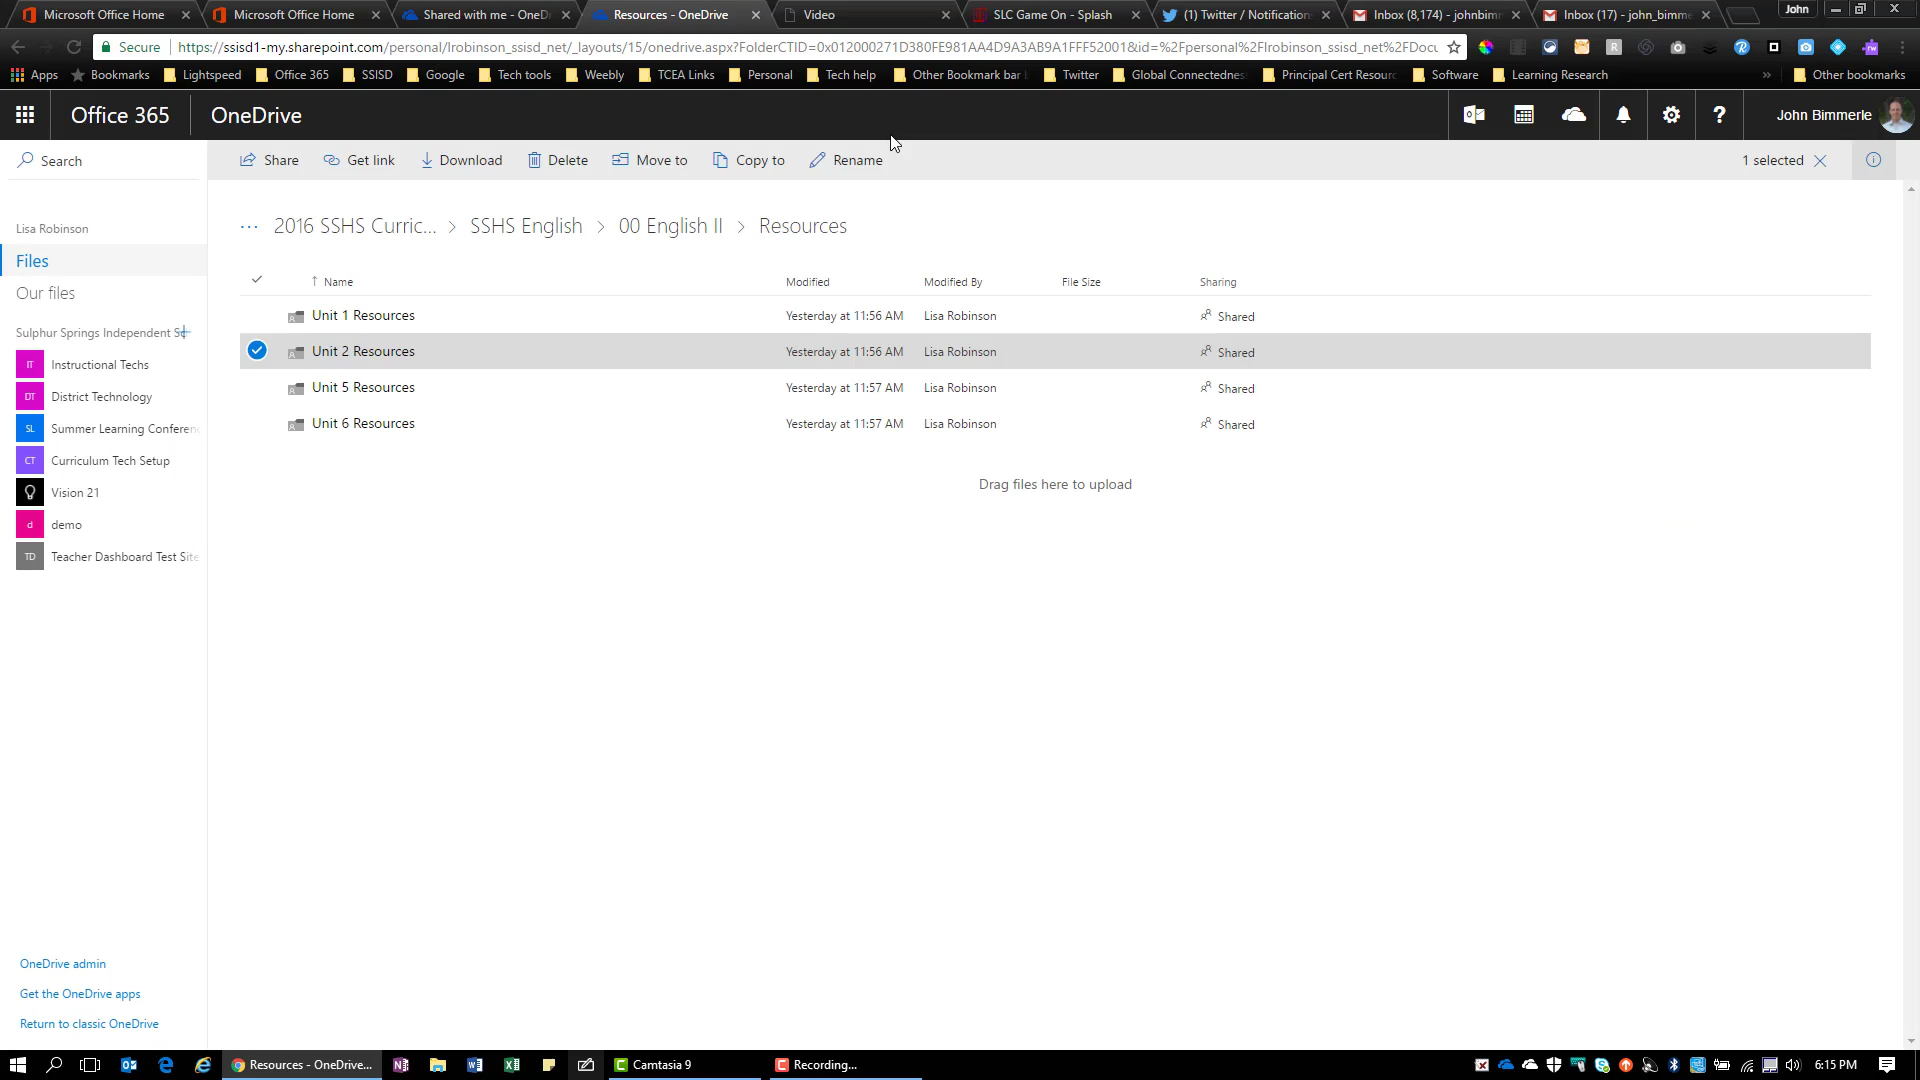 Microsoft Office Home
Microsoft Office Home
Shared with me - OneD
Resources - OneDrive
Video
SLC Game On - Splash
(1) Twitter / Notification
Inbox (8,174) - johnbimm
Inbox (17) - john_bimme
John
Secure
https://ssisd1-my.sharepoint.com/personal/lrobinson_ssisd_net/_layouts/15/onedrive.aspx?FolderCTID=0x012000271D380FE981AA4D9A3AB9A1FFF52001&id=%2Fpersonal%2Flrobinson_ssisd_net%2FDocu
Apps
Bookmarks
Lightspeed
Office 365
SSISD
Google
Tech tools
Weebly
TCEA Links
Personal
Tech help
Other Bookmark bar
Twitter
Global Connectednes
Principal Cert Resourc
Software
Learning Research
»
Other bookmarks
Office 365
OneDrive
John Bimmerle
Search
Share
Get link
Download
Delete
Move to
Copy to
Rename
1 selected
Lisa Robinson
Files
Our files
Sulphur Springs Independent Sc
IT Instructional Techs
DT District Technology
SL Summer Learning Conferen
CT Curriculum Tech Setup
Vision 21
d demo
TD Teacher Dashboard Test Site
OneDrive admin
Get the OneDrive apps
Return to classic OneDrive
... 2016 SSHS Curric... > SSHS English > 00 English II > Resources
Name Modified Modified By File Size Sharing
Unit 1 Resources Yesterday at 11:56 AM Lisa Robinson Shared
Unit 2 Resources Yesterday at 11:56 AM Lisa Robinson Shared
Unit 5 Resources Yesterday at 11:57 AM Lisa Robinson Shared
Unit 6 Resources Yesterday at 11:57 AM Lisa Robinson Shared
Drag files here to upload
Resources - OneDrive...
Camtasia 9
Recording...
6:15 PM